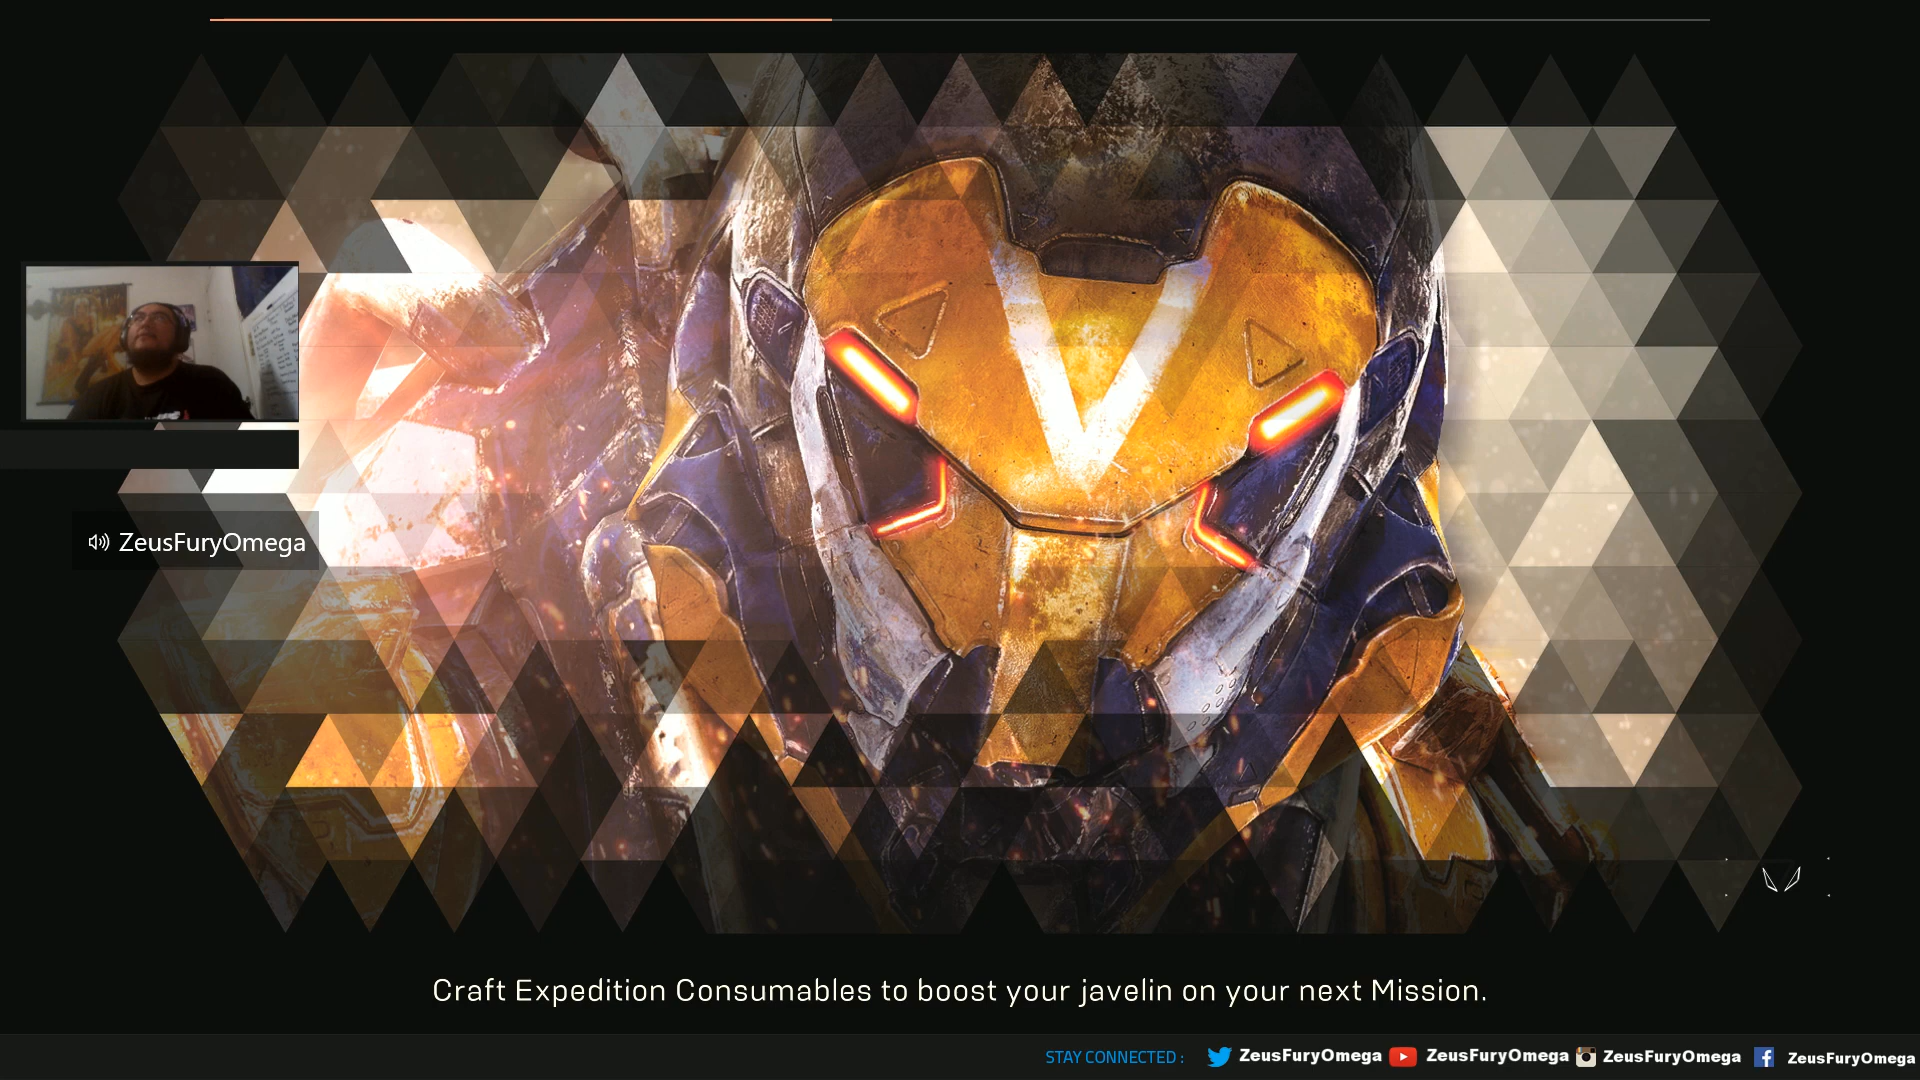 ZeusFuryOmega
Craft Expedition Consumables to boost your javelin on your next Mission.
STAY CONNECTED : ZeusFuryOmega ZeusFuryOmega ZeusFuryOmega ZeusFuryOmega